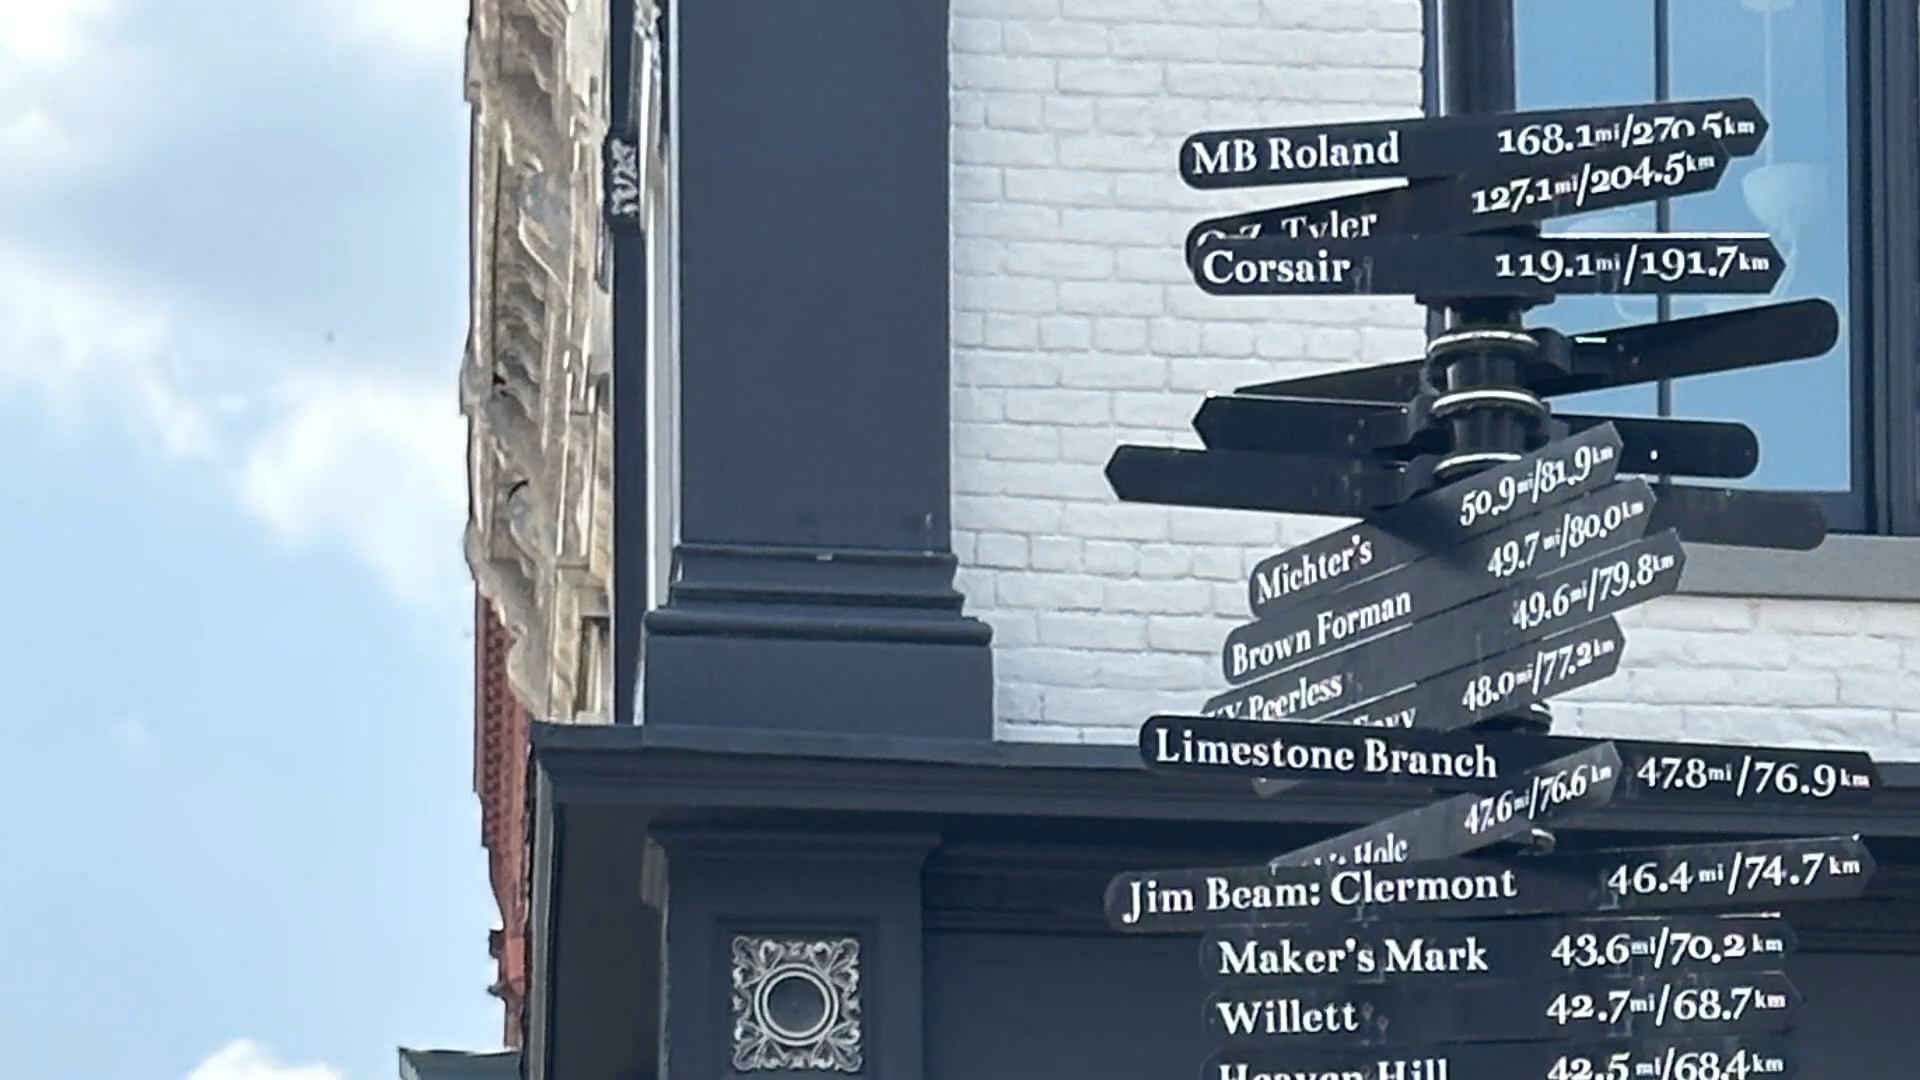 MB Roland 168.1mi/270.5km
127.1mi/204.5km
O.Z. Tyler
Corsair 119.1mi/191.7km
50.9mi/81.9km
Michter's
49.7mi/80.0km
Brown Forman
49.6mi/79.8km
KY Peerless
48.0mi/77.2km
Limestone Branch 47.8mi/76.9km
47.6mi/76.6km
Hole
Jim Beam: Clermont 46.4mi/74.7km
Maker's Mark 43.6mi/70.2km
Willett 42.7mi/68.7km
Heaven Hill 42.5mi/68.4km